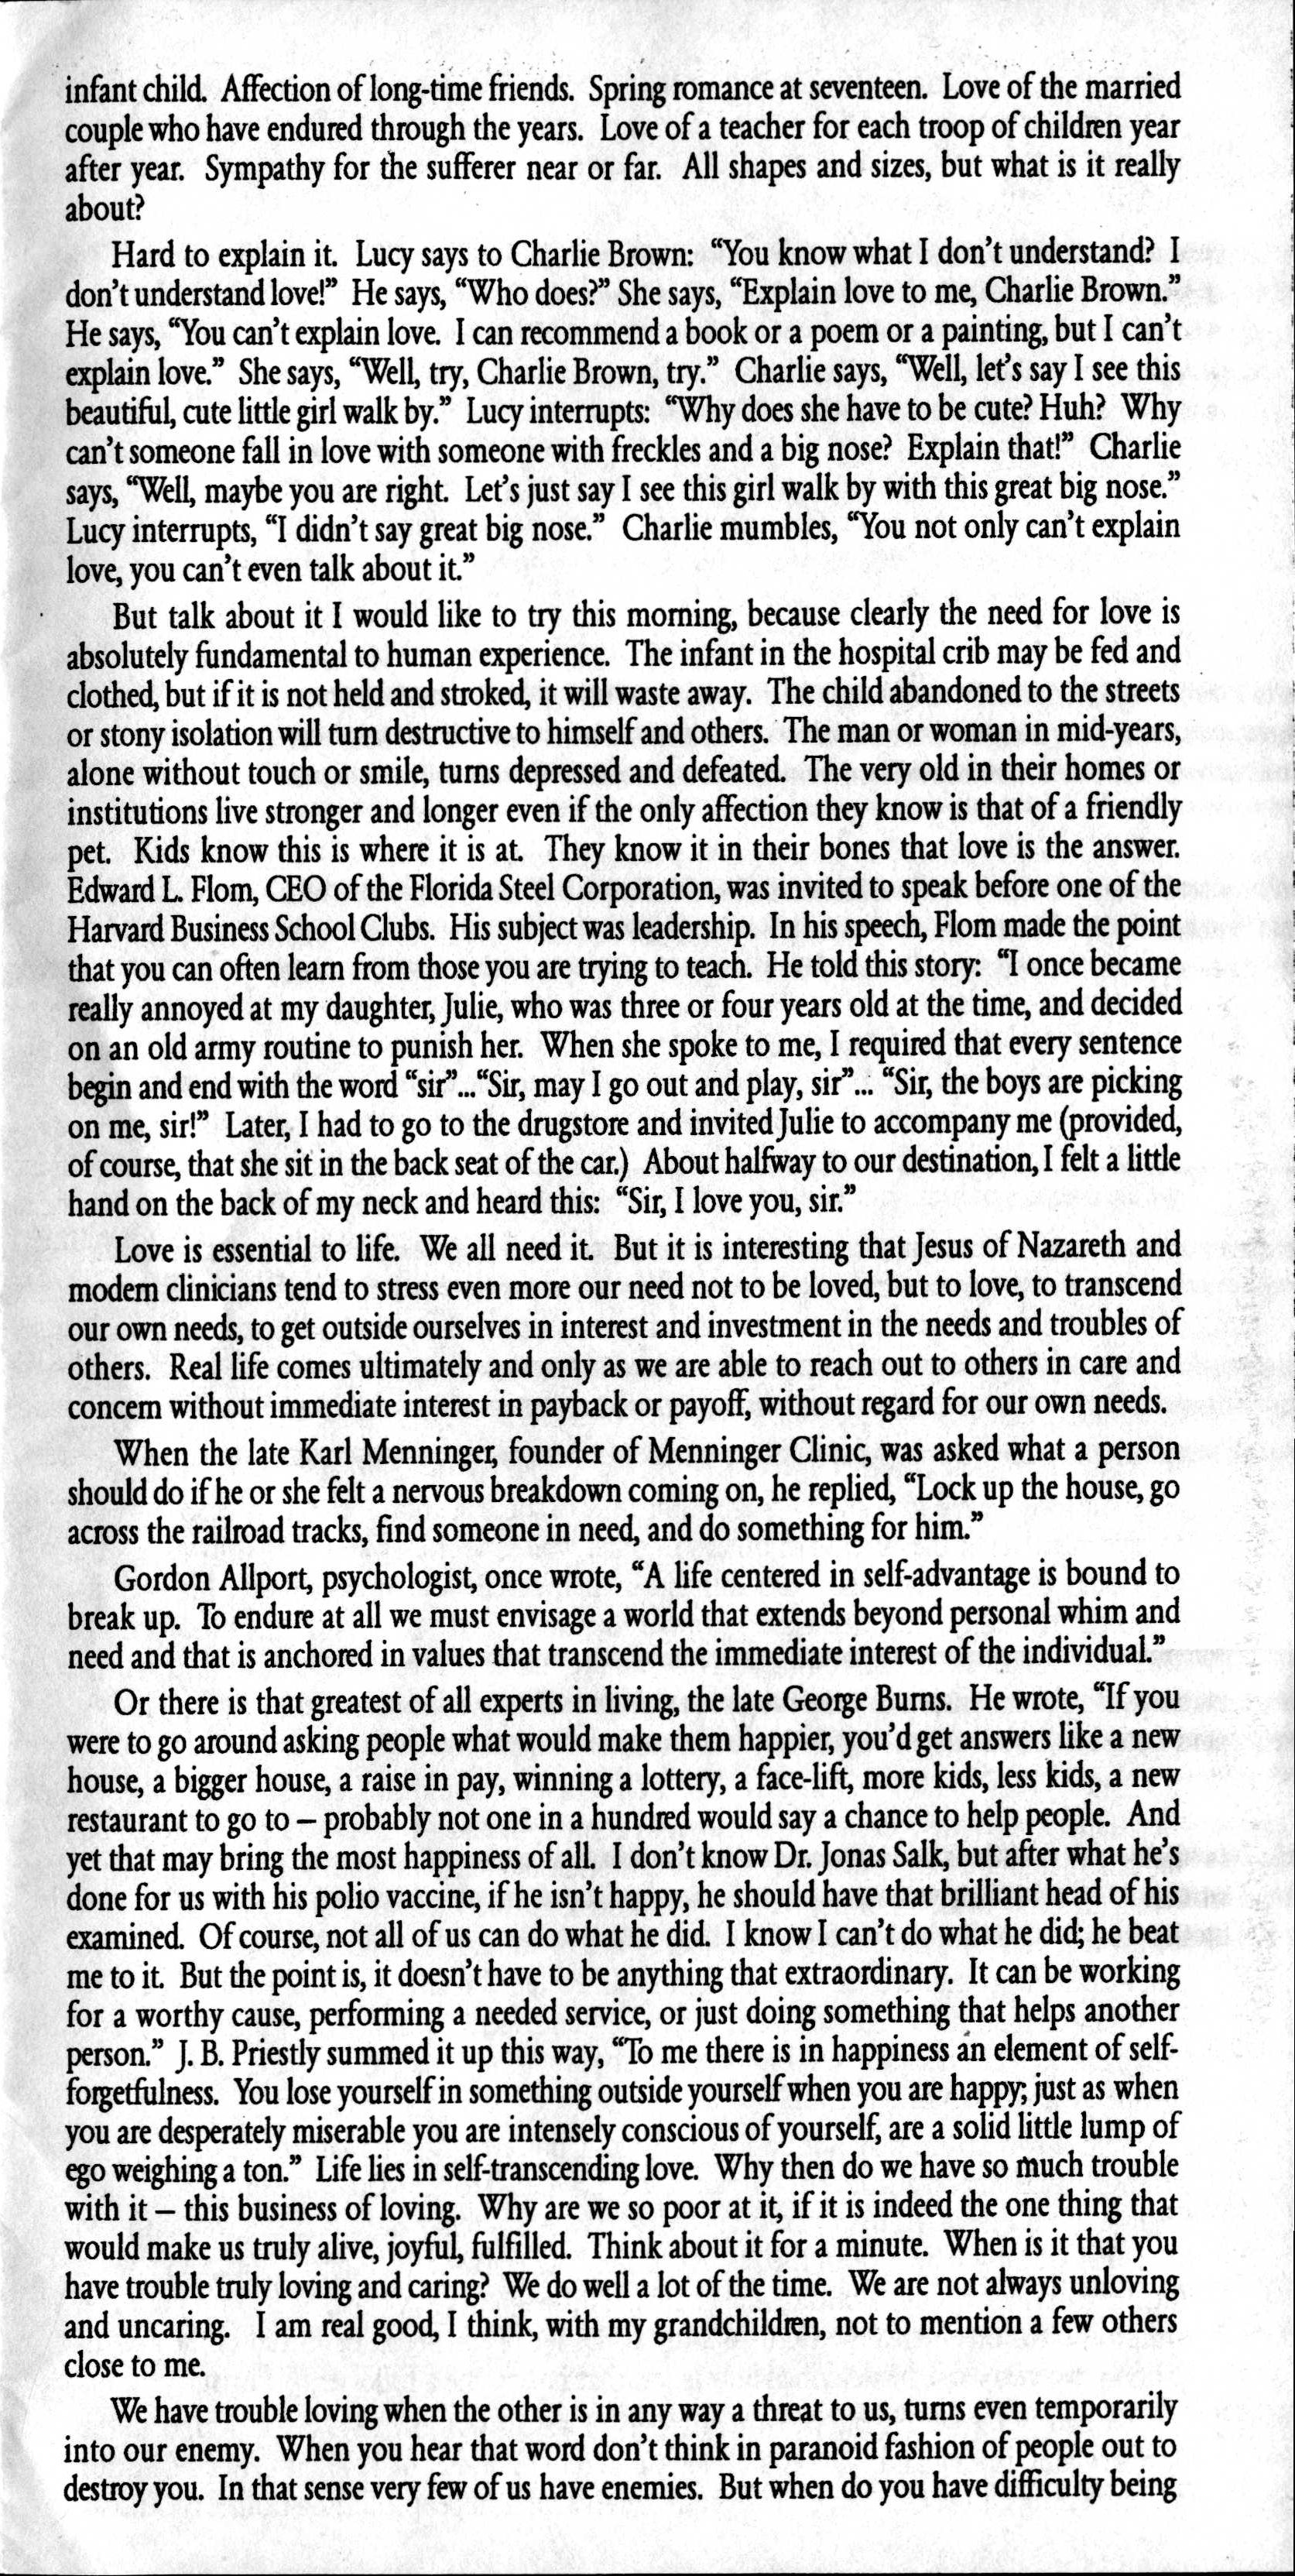 infant child. Affection of long-time friends. Spring romance at seventeen. Love of the married
couple who have endured through the years. Love of a teacher for each troop of children year
after year. Sympathy for the sufferer near or far. All shapes and sizes, but what is it really
about?
Hard to explain it. Lucy says to Charlie Brown: “You know what I don’t understand? I
don’t understand love!” He says, “Who does?” She says, “Explain love to me, Charlie Brown.”
He says, “You can’t explain love. I can recommend a book or a poem or a painting, but I can’t
explain love.” She says, “Well, try, Charlie Brown, try.” Charlie says, “Well, let’s say I see this
beautiful, cute little girl walk by.” Lucy interrupts: “Why does she have to be cute? Huh? Why
can’t someone fall in love with someone with freckles and a big nose? Explain that!” Charlie
says, “Well, maybe you are right. Let’s just say I see this girl walk by with this great big nose.”
Lucy interrupts, “I didn’t say great big nose.” Charlie mumbles, “You not only can’t explain
love, you can’t even talk about it.”
But talk about it I would like to try this morning, because clearly the need for love is
absolutely fundamental to human experience. The infant in the hospital crib may be fed and
clothed, but if it is not held and stroked, it will waste away. The child abandoned to the streets
or stony isolation will turn destructive to himself and others. The man or woman in mid-years,
alone without touch or smile, turns depressed and defeated. The very old in their homes or
institutions live stronger and longer even if the only affection they know is that of a friendly
pet. Kids know this is where it is at. They know it in their bones that love is the answer.
Edward L. Flom, CEO of the Florida Steel Corporation, was invited to speak before one of the
Harvard Business School Clubs. His subject was leadership. In his speech, Flom made the point
that you can often learn from those you are trying to teach. He told this story: “I once became
really annoyed at my daughter, Julie, who was three or four years old at the time, and decided
on an old army routine to punish her. When she spoke to me, I required that every sentence
begin and end with the word “sir”...“Sir, may I go out and play, sir”... “Sir, the boys are picking
on me, sir!” Later, I had to go to the drugstore and invited Julie to accompany me (provided,
of course, that she sit in the back seat of the car.) About halfway to our destination, I felt a little
hand on the back of my neck and heard this: “Sir, I love you, sir.”
Love is essential to life. We all need it. But it is interesting that Jesus of Nazareth and
modern clinicians tend to stress even more our need not to be loved, but to love, to transcend
our own needs, to get outside ourselves in interest and investment in the needs and troubles of
others. Real life comes ultimately and only as we are able to reach out to others in care and
concern without immediate interest in payback or payoff, without regard for our own needs.
When the late Karl Menninger, founder of Menninger Clinic, was asked what a person
should do if he or she felt a nervous breakdown coming on, he replied, “Lock up the house, go
across the railroad tracks, find someone in need, and do something for him.”
Gordon Allport, psychologist, once wrote, “A life centered in self-advantage is bound to
break up. To endure at all we must envisage a world that extends beyond personal whim and
need and that is anchored in values that transcend the immediate interest of the individual.”
Or there is that greatest of all experts in living, the late George Burns. He wrote, “If you
were to go around asking people what would make them happier, you’d get answers like a new
house, a bigger house, a raise in pay, winning a lottery, a face-lift, more kids, less kids, a new
restaurant to go to – probably not one in a hundred would say a chance to help people. And
yet that may bring the most happiness of all. I don’t know Dr. Jonas Salk, but after what he’s
done for us with his polio vaccine, if he isn’t happy, he should have that brilliant head of his
examined. Of course, not all of us can do what he did. I know I can’t do what he did; he beat
me to it. But the point is, it doesn’t have to be anything that extraordinary. It can be working
for a worthy cause, performing a needed service, or just doing something that helps another
person.” J. B. Priestly summed it up this way, “To me there is in happiness an element of self-
forgetfulness. You lose yourself in something outside yourself when you are happy; just as when
you are desperately miserable you are intensely conscious of yourself, are a solid little lump of
ego weighing a ton.” Life lies in self-transcending love. Why then do we have so much trouble
with it – this business of loving. Why are we so poor at it, if it is indeed the one thing that
would make us truly alive, joyful, fulfilled. Think about it for a minute. When is it that you
have trouble truly loving and caring? We do well a lot of the time. We are not always unloving
and uncaring. I am real good, I think, with my grandchildren, not to mention a few others
close to me.
We have trouble loving when the other is in any way a threat to us, turns even temporarily
into our enemy. When you hear that word don’t think in paranoid fashion of people out to
destroy you. In that sense very few of us have enemies. But when do you have difficulty being